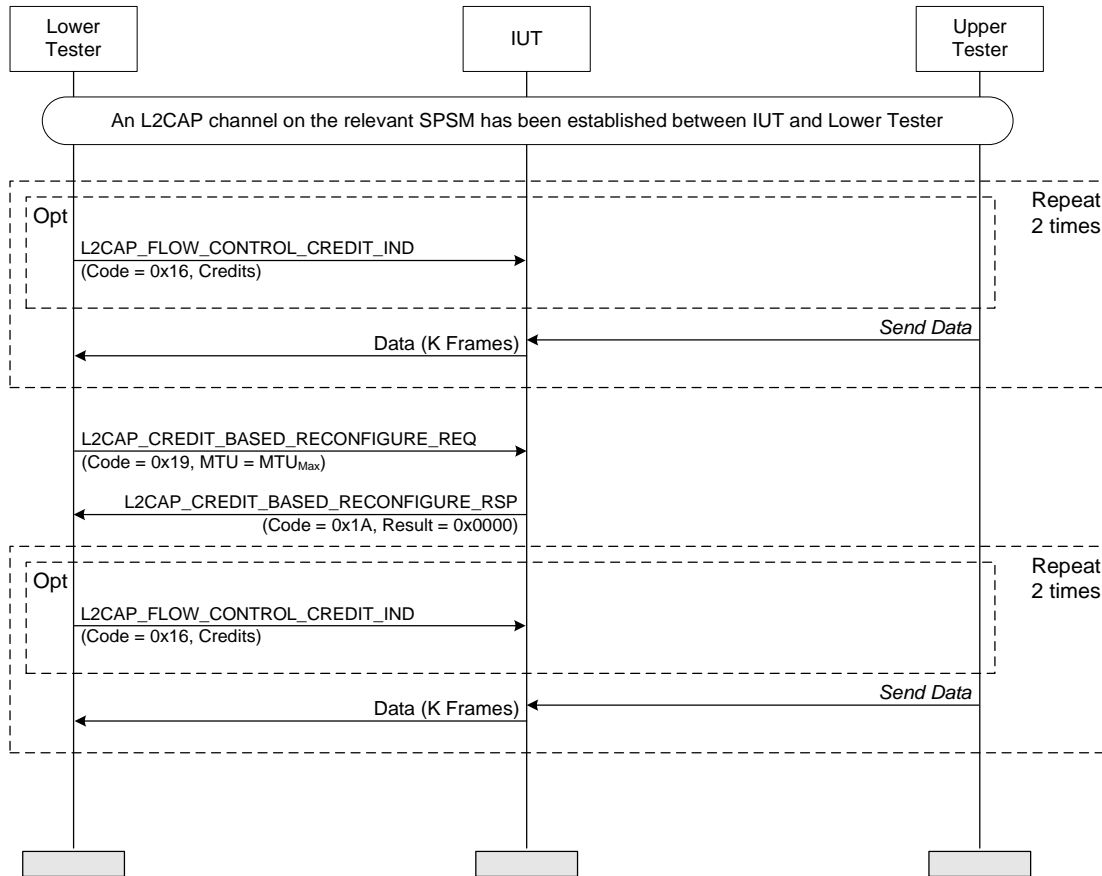 Lower
Tester
IUT
Upper
Tester
An L2CAP channel on the relevant SPSM has been established between IUT and Lower Tester
Repeat
2 times
Opt
L2CAP_FLOW_CONTROL_CREDIT_IND
(Code = 0x16, Credits)
Send Data
Data (K Frames)
L2CAP_CREDIT_BASED_RECONFIGURE_REQ
(Code = 0x19, MTU = MTUMax)
L2CAP_CREDIT_BASED_RECONFIGURE_RSP
(Code = 0x1A, Result = 0x0000)
Repeat
2 times
Opt
L2CAP_FLOW_CONTROL_CREDIT_IND
(Code = 0x16, Credits)
Send Data
Data (K Frames)